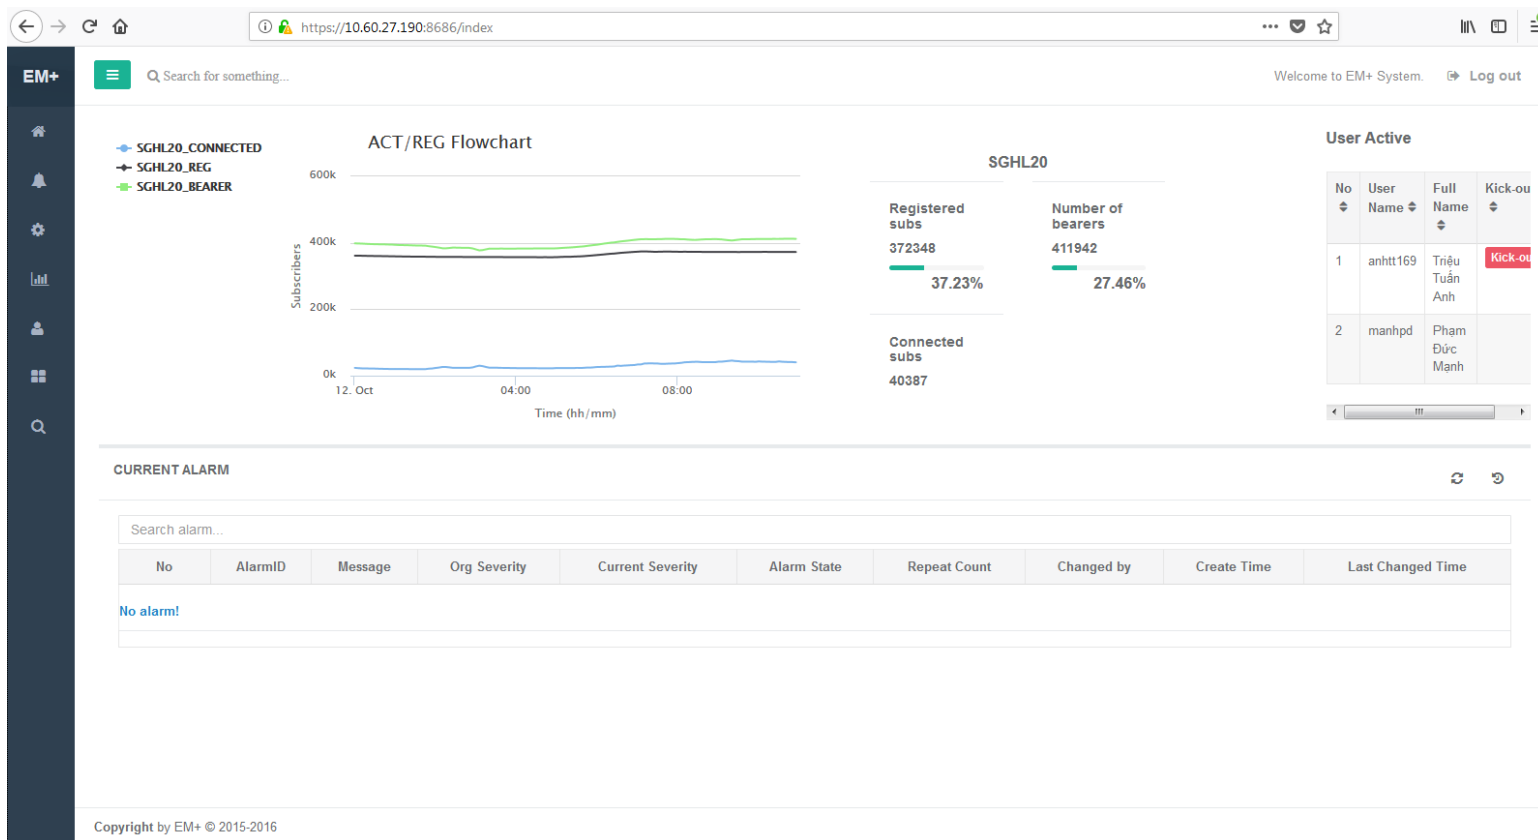 https://10.60.27.190:8686/index
EM+
Search for something...
Welcome to EM+ System.
Log out
SGHL20_CONNECTED
SGHL20_REG
SGHL20_BEARER
ACT/REG Flowchart
600k
400k
200k
0k
Subscribers
12. Oct
04:00
08:00
Time (hh/mm)
SGHL20
Registered
subs
372348
37.23%
Number of
bearers
411942
27.46%
Connected
subs
40387
User Active
No
User
Name
Full
Name
Kick-ou
1
anhtt169
Triệu
Tuấn
Anh
Kick-ou
2
manhpd
Phạm
Đức
Mạnh
CURRENT ALARM
Search alarm...
No
AlarmID
Message
Org Severity
Current Severity
Alarm State
Repeat Count
Changed by
Create Time
Last Changed Time
No alarm!
Copyright by EM+ © 2015-2016